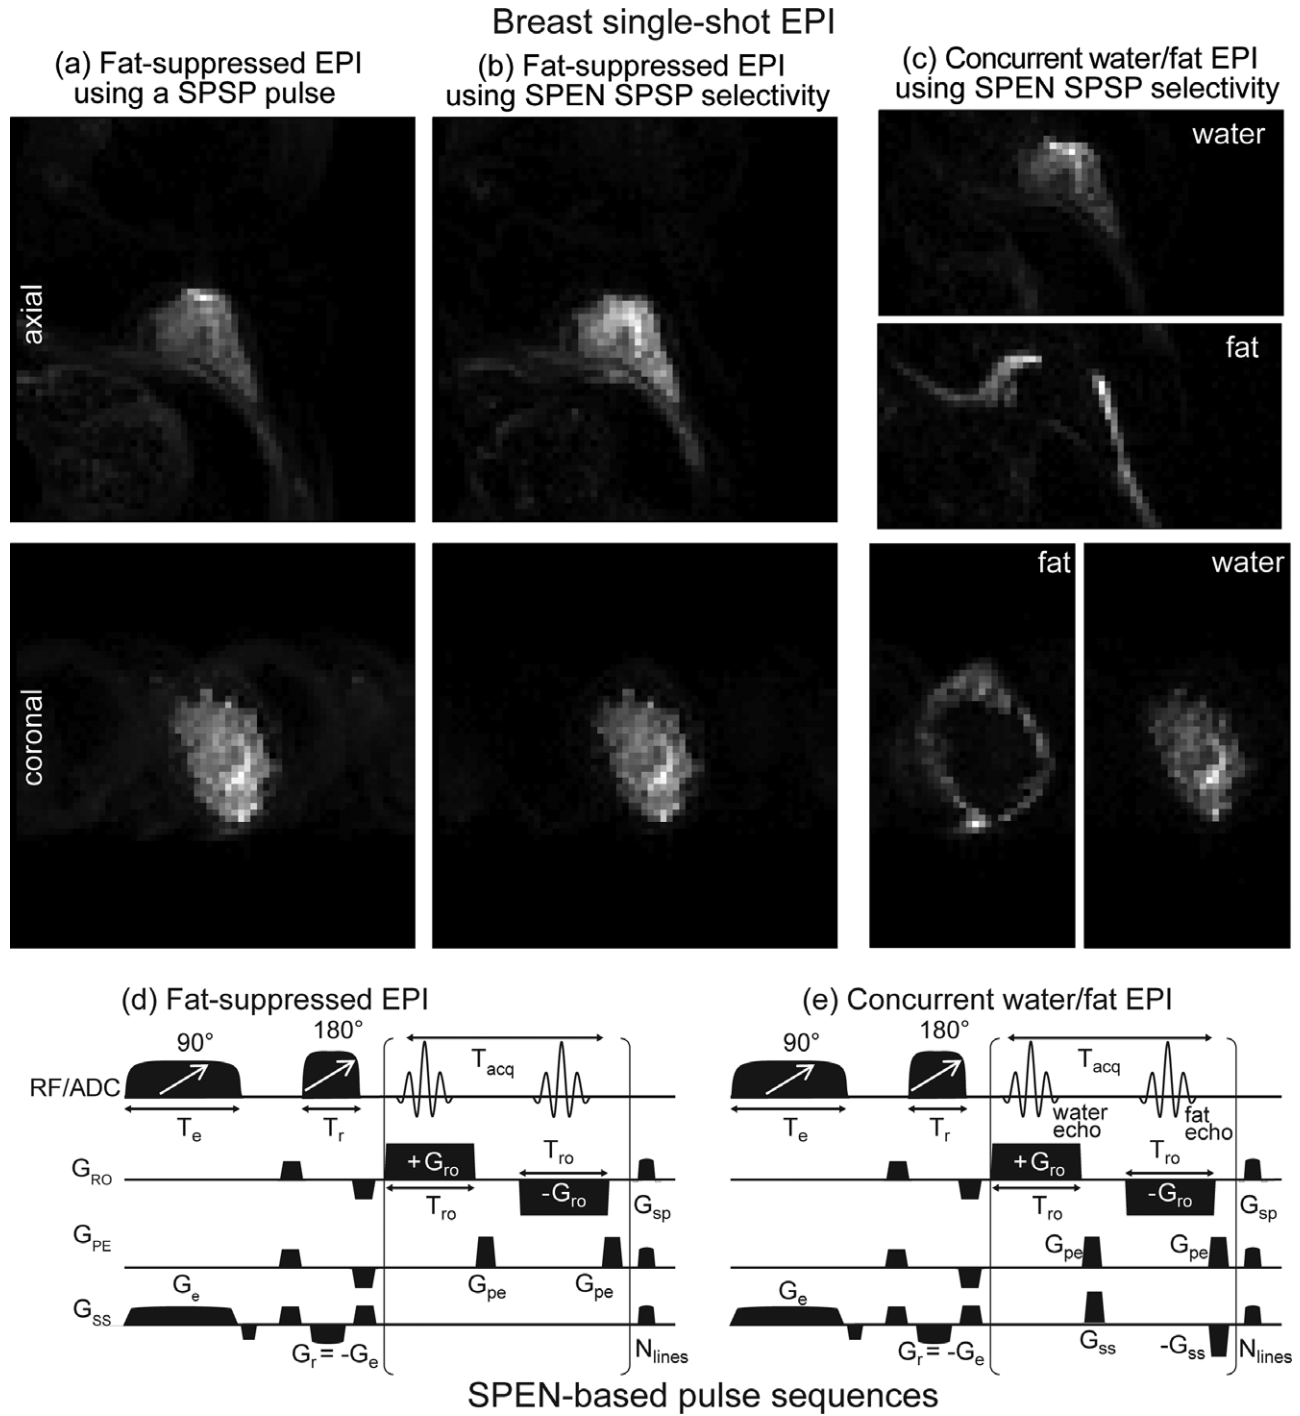 Breast single-shot EPI
(a) Fat-suppressed EPI
using a SPSP pulse
(b) Fat-suppressed EPI
using SPEN SPSP selectivity
(c) Concurrent water/fat EPI
using SPEN SPSP selectivity
axial
water
fat
coronal
fat
water
(d) Fat-suppressed EPI
90°
180°
RF/ADC
Tacq
Te
Tr
GRO
+Gro
Tro
Tro
-Gro
Gsp
GPE
Gpe
Gpe
GSS
Ge
Gr = -Ge
Nlines
(e) Concurrent water/fat EPI
90°
180°
Tacq
water
echo
fat
echo
Te
Tr
+Gro
Tro
Tro
-Gro
Gsp
Gpe
Gpe
Ge
Gr = -Ge
Gss
-Gss
Nlines
SPEN-based pulse sequences